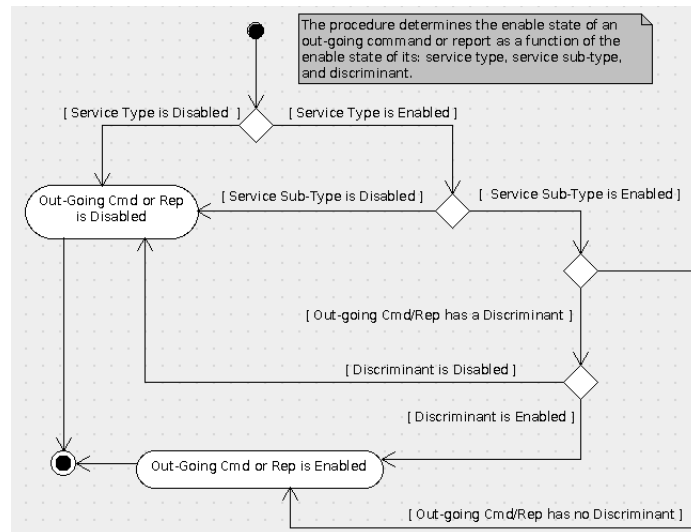 The procedure determines the enable state of an
out-going command or report as a function of the
enable state of its: service type, service sub-type,
and discriminant.
[ Service Type is Disabled ]
[ Service Type is Enabled ]
Out-Going Cmd or Rep
is Disabled
[ Service Sub-Type is Disabled ]
[ Service Sub-Type is Enabled ]
[ Out-going Cmd/Rep has a Discriminant ]
[ Discriminant is Disabled ]
[ Discriminant is Enabled ]
Out-Going Cmd or Rep is Enabled
[ Out-going Cmd/Rep has no Discriminant ]